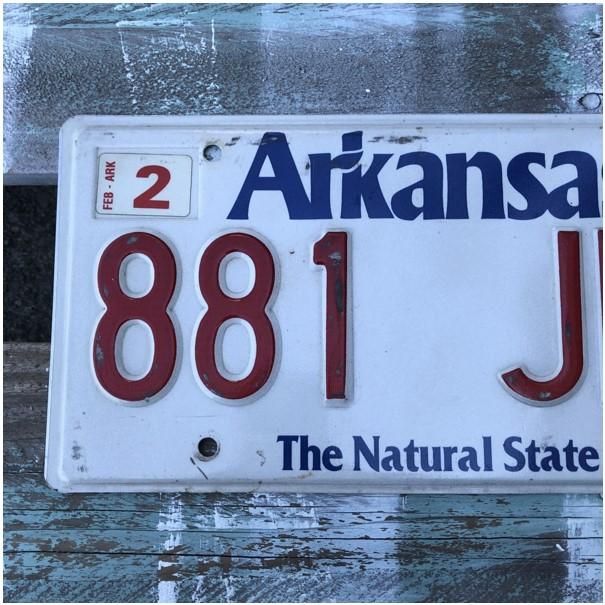 FEB - ARK
2
Arkansa
881 J
The Natural State